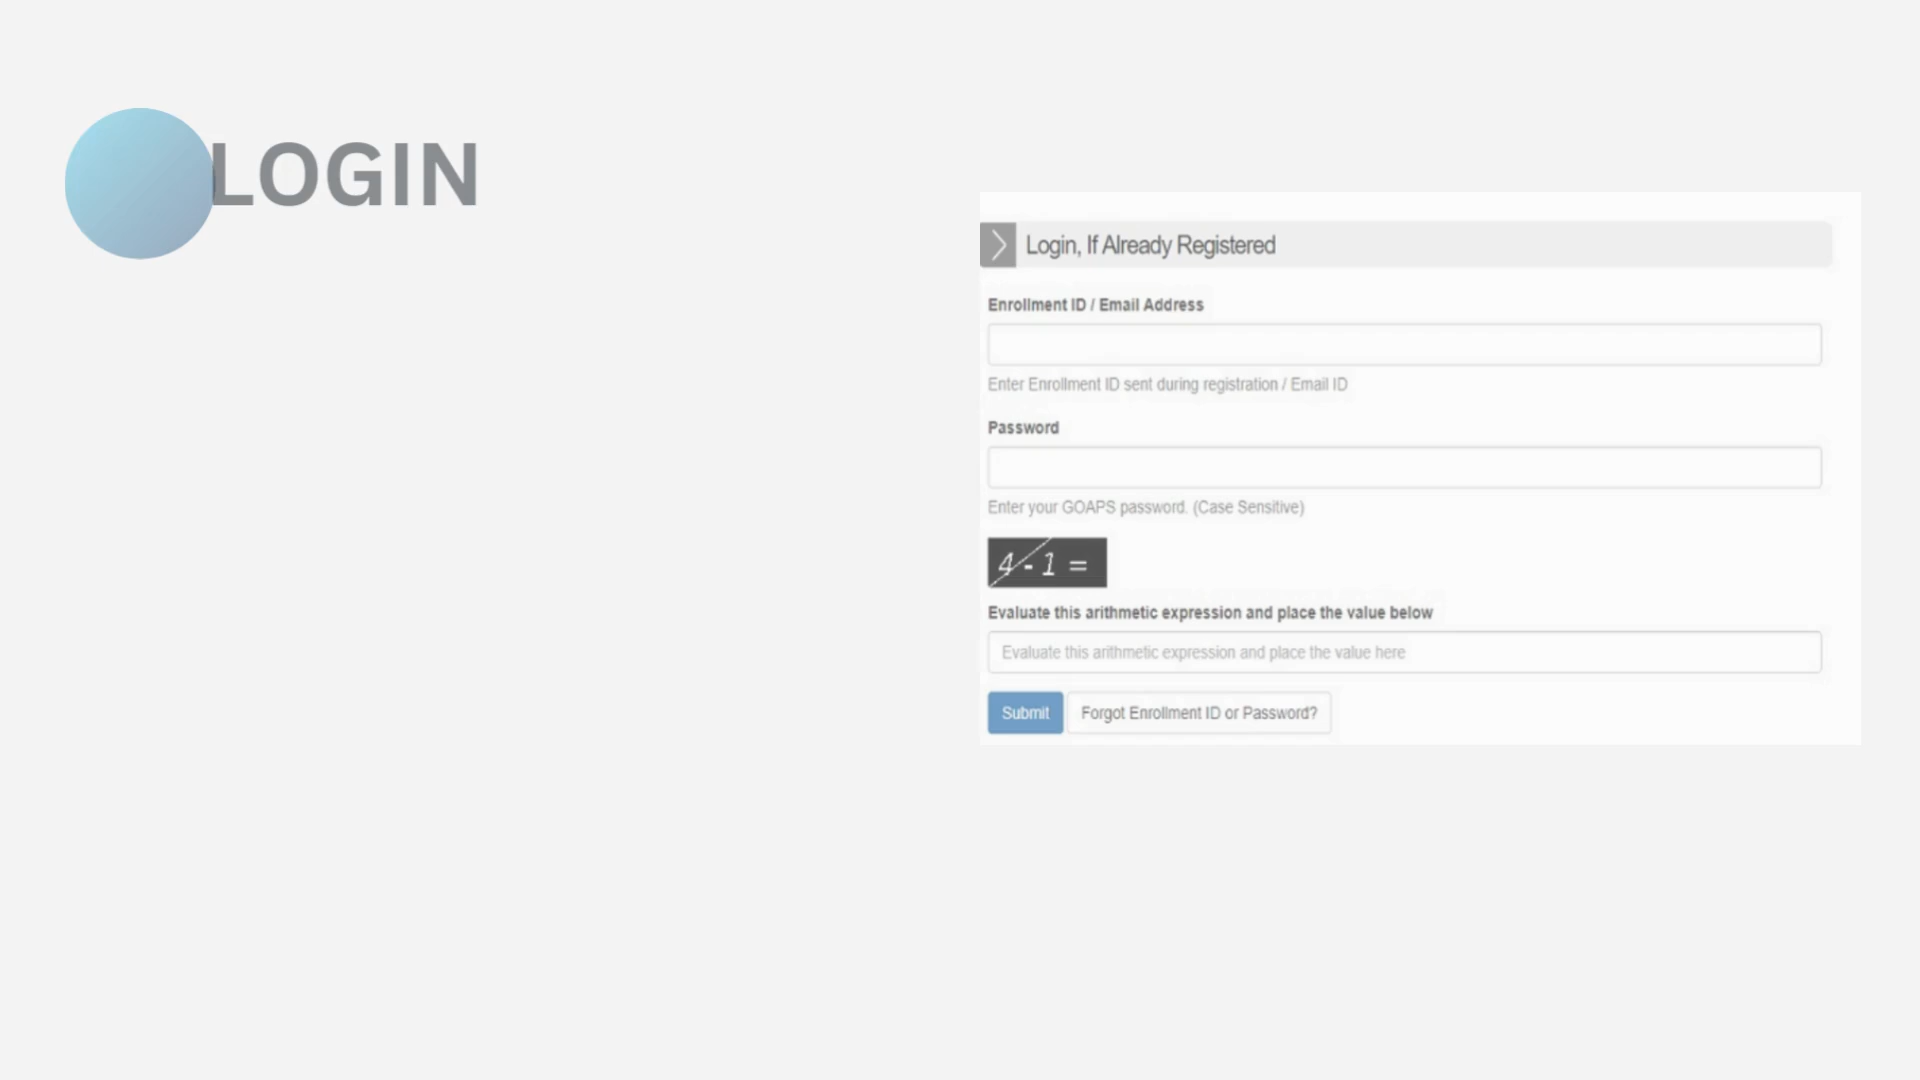 LOGIN
Login, If Already Registered
Enrollment ID / Email Address
Enter Enrollment ID sent during registration / Email ID
Password
Enter your GOAPS password. (Case Sensitive)
4 - 1 =
Evaluate this arithmetic expression and place the value below
Evaluate this arithmetic expression and place the value here
Submit Forgot Enrollment ID or Password?